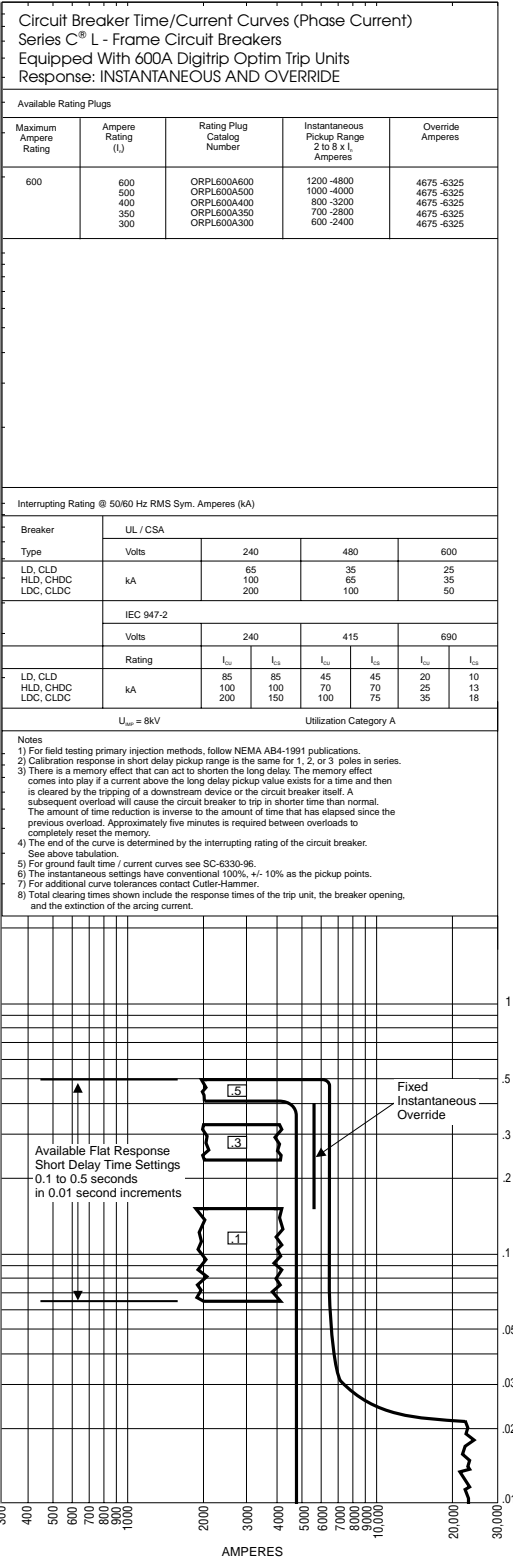 Circuit Breaker Time/Current Curves (Phase Current)
Series C® L - Frame Circuit Breakers
Equipped With 600A Digitrip Optim Trip Units
Response: INSTANTANEOUS AND OVERRIDE
Available Rating Plugs
Maximum Ampere Rating	Ampere Rating (Iₙ)	Rating Plug Catalog Number	Instantaneous Pickup Range 2 to 8 x Iₙ Amperes	Override Amperes
600	600	ORPL600A600	1200 -4800	4675 -6325
500	ORPL600A500	1000 -4000	4675 -6325
400	ORPL600A400	800 -3200	4675 -6325
350	ORPL600A350	700 -2800	4675 -6325
300	ORPL600A300	600 -2400	4675 -6325
Interrupting Rating @ 50/60 Hz RMS Sym. Amperes (kA)
Breaker	UL / CSA
Type	Volts	240	480	600
LD, CLD	65	35	25
HLD, CHDC	kA	100	65	35
LDC, CLDC	200	100	50
IEC 947-2
Volts	240	415	690
Rating	I_CU	I_CS	I_CU	I_CS	I_CU	I_CS
LD, CLD	85	85	45	45	20	10
HLD, CHDC	kA	100	100	70	70	25	13
LDC, CLDC	200	150	100	75	35	18
U_IMP = 8kV	Utilization Category A
Notes
1) For field testing primary injection methods, follow NEMA AB4-1991 publications.
2) Calibration response in short delay pickup range is the same for 1, 2, or 3 poles in series.
3) There is a memory effect that can act to shorten the long delay. The memory effect
comes into play if a current above the long delay pickup value exists for a time and then
is cleared by the tripping of a downstream device or the circuit breaker itself. A
subsequent overload will cause the circuit breaker to trip in shorter time than normal.
The amount of time reduction is inverse to the amount of time that has elapsed since the
previous overload. Approximately five minutes is required between overloads to
completely reset the memory.
4) The end of the curve is determined by the interrupting rating of the circuit breaker.
See above tabulation.
5) For ground fault time / current curves see SC-6330-96.
6) The instantaneous settings have conventional 100%, +/- 10% as the pickup points.
7) For additional curve tolerances contact Cutler-Hammer.
8) Total clearing times shown include the response times of the trip unit, the breaker opening,
and the extinction of the arcing current.
1
.5
.5
Fixed
Instantaneous
Override
.3
.3
Available Flat Response
Short Delay Time Settings
0.1 to 0.5 seconds
in 0.01 second increments
.2
.1
.1
.05
.03
.02
.01
300 400 500 600 700 800 900 1000 2000 3000 4000 5000 6000 7000 8000 9000 10,000 20,000 30,000
AMPERES